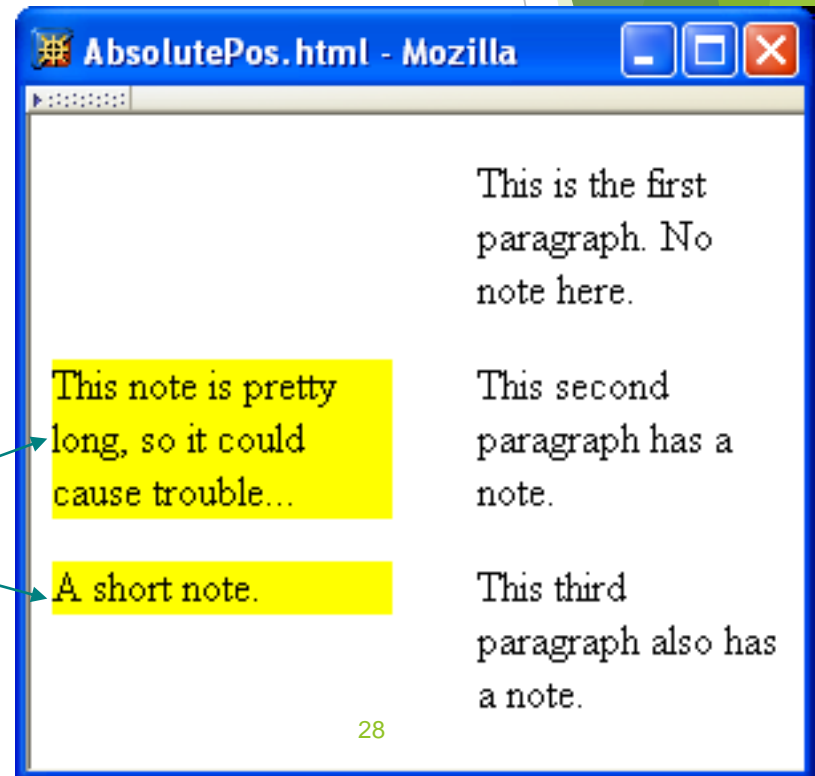 AbsolutePos.html - Mozilla
This is the first
paragraph. No
note here.
This note is pretty
long, so it could
cause trouble...
This second
paragraph has a
note.
A short note.
This third
paragraph also has
a note.
28